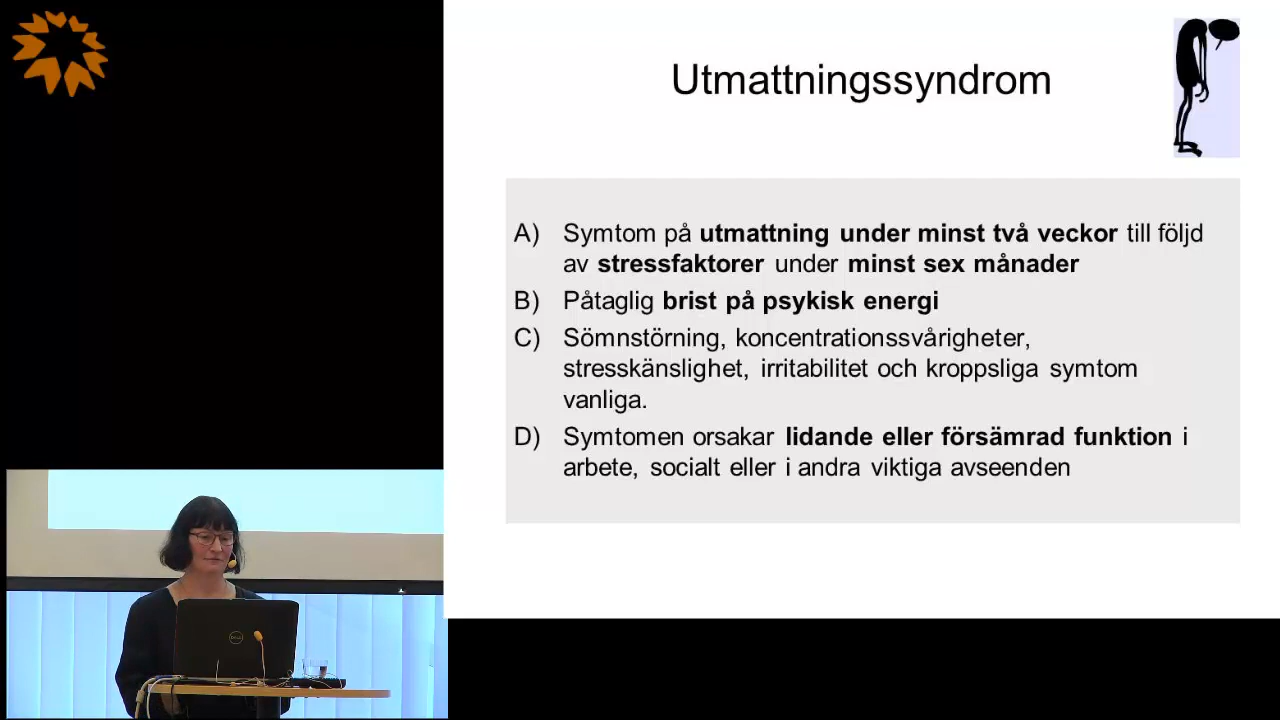 Utmattningssyndrom
A) Symtom på utmattning under minst två veckor till följd
av stressfaktorer under minst sex månader
B) Påtaglig brist på psykisk energi
C) Sömnstörning, koncentrationssvårigheter,
stresskänslighet, irritabilitet och kroppsliga symtom
vanliga.
D) Symtomen orsakar lidande eller försämrad funktion i
arbete, socialt eller i andra viktiga avseenden
DELL